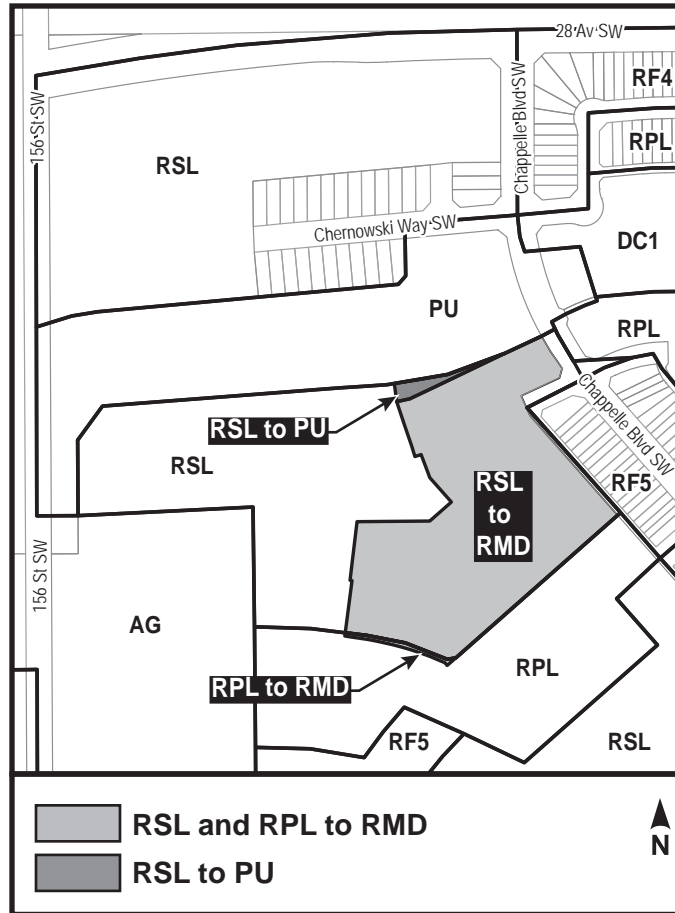 28 Av SW
156 St SW
Chappelle Blvd SW
RF4
RPL
RSL
Chernowski Way SW
DC1
PU
RPL
RSL to PU
Chappelle Blvd SW
RSL
RSL
to
RMD
RF5
156 St SW
AG
RPL
RPL to RMD
RF5
RSL
RSL and RPL to RMD
RSL to PU
N